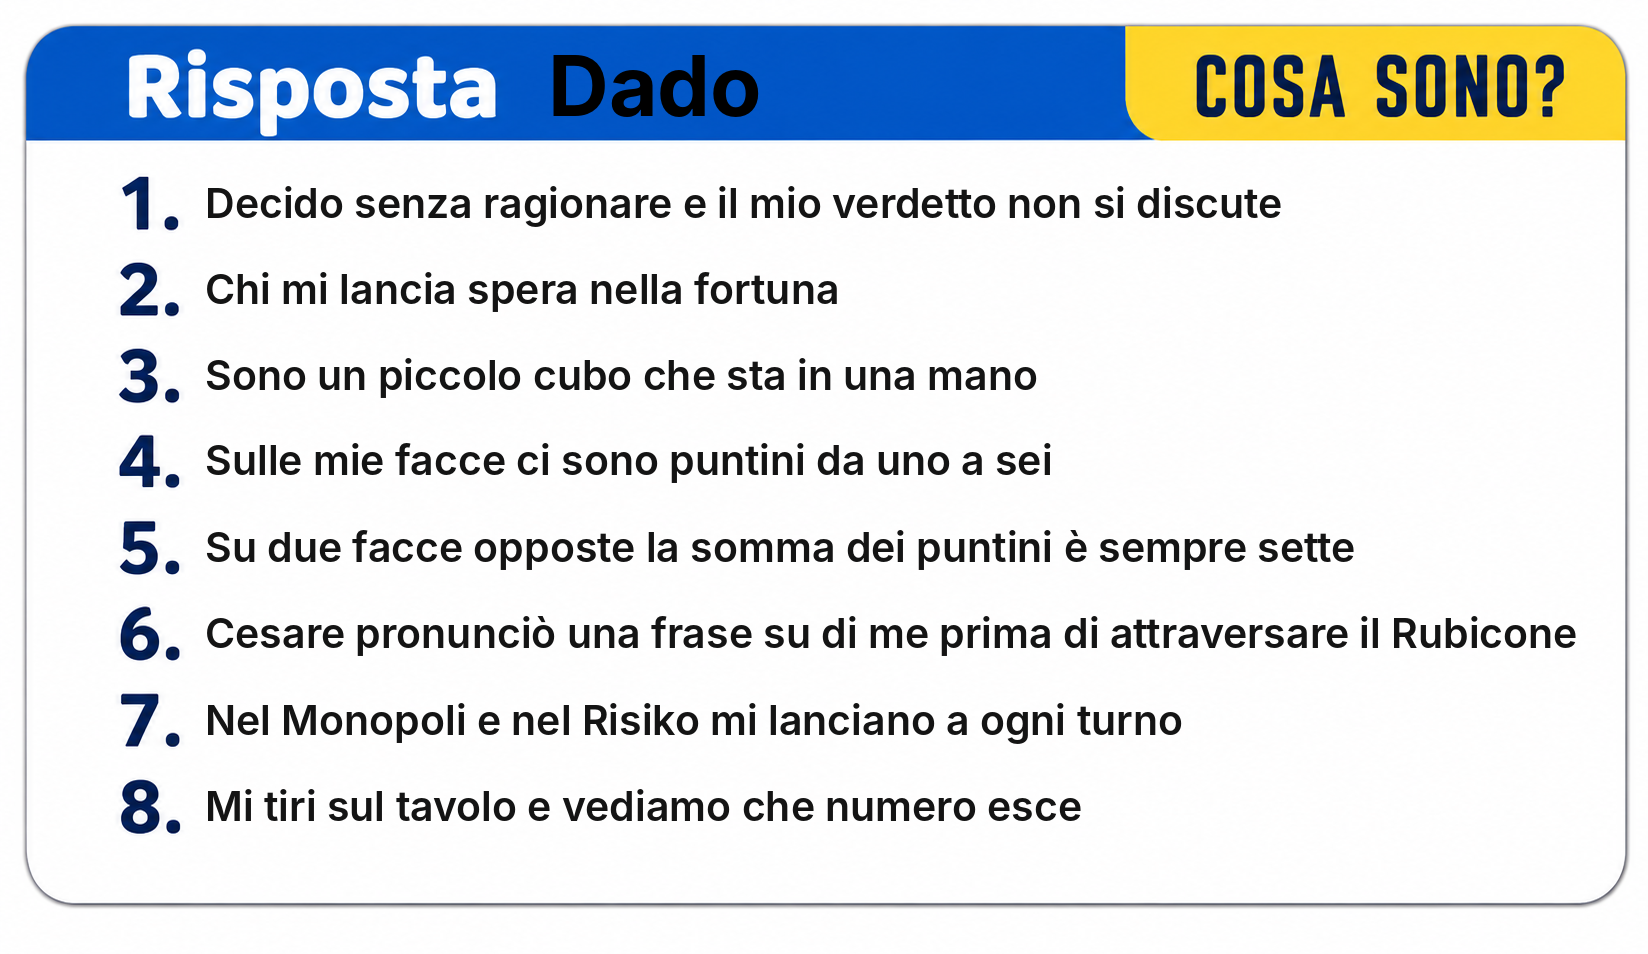 Risposta Dado COSA SONO?
1. Decido senza ragionare e il mio verdetto non si discute
2. Chi mi lancia spera nella fortuna
3. Sono un piccolo cubo che sta in una mano
4. Sulle mie facce ci sono puntini da uno a sei
5. Su due facce opposte la somma dei puntini è sempre sette
6. Cesare pronunciò una frase su di me prima di attraversare il Rubicone
7. Nel Monopoli e nel Risiko mi lanciano a ogni turno
8. Mi tiri sul tavolo e vediamo che numero esce